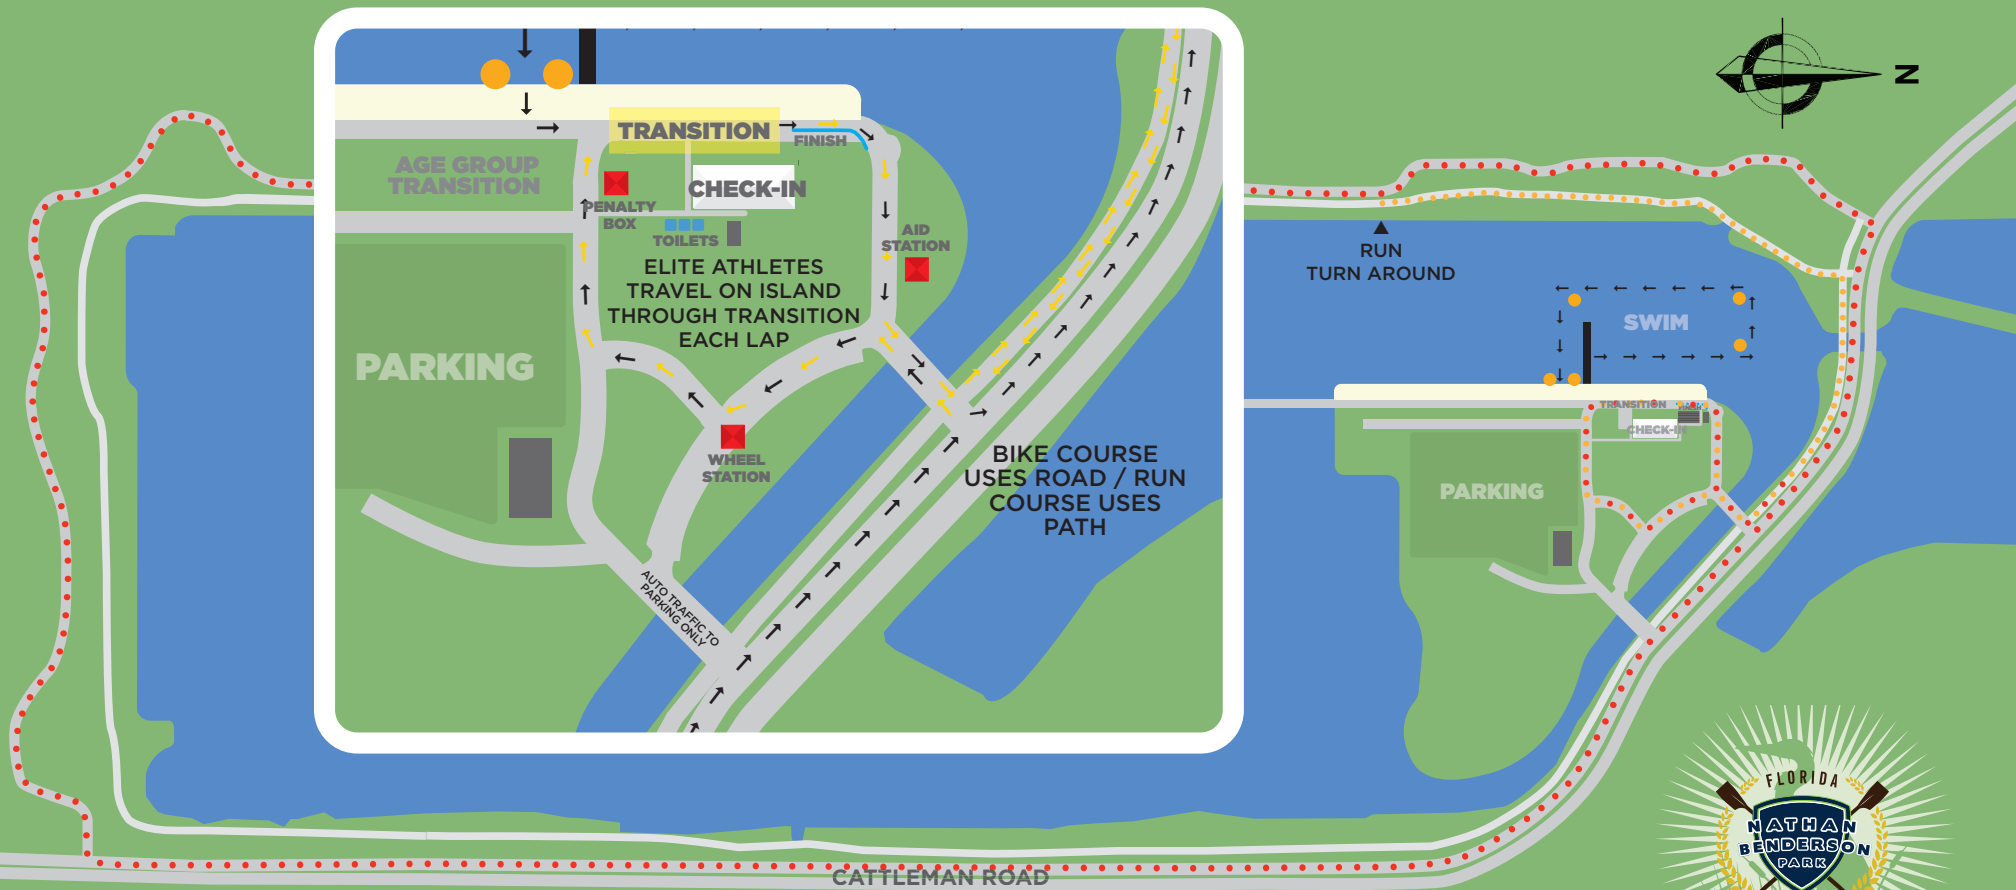 TRANSITION
FINISH
AGE GROUP
TRANSITION
CHECK-IN
PENALTY
BOX
TOILETS
AID
STATION
ELITE ATHLETES
TRAVEL ON ISLAND
THROUGH TRANSITION
EACH LAP
PARKING
WHEEL
STATION
BIKE COURSE
USES ROAD / RUN
COURSE USES
PATH
AUTO TRAFFIC TO
PARKING ONLY
N
RUN
TURN AROUND
SWIM
TRANSITION
CHECK-IN
PARKING
CATTLEMAN ROAD
FLORIDA
NATHAN
BENDERSON
PARK